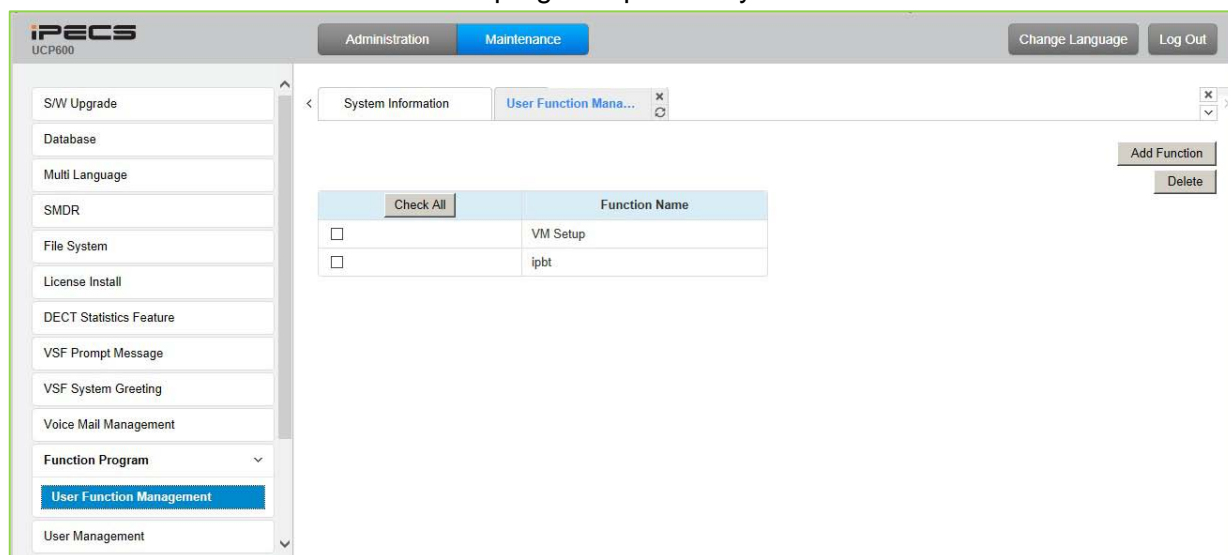 iPECS
UCP600
Administration
Maintenance
Change Language
Log Out
S/W Upgrade
Database
Multi Language
SMDR
File System
License Install
DECT Statistics Feature
VSF Prompt Message
VSF System Greeting
Voice Mail Management
Function Program
User Function Management
User Management
System Information
User Function Mana...
Add Function
Delete
Check All
Function Name
VM Setup
ipbt